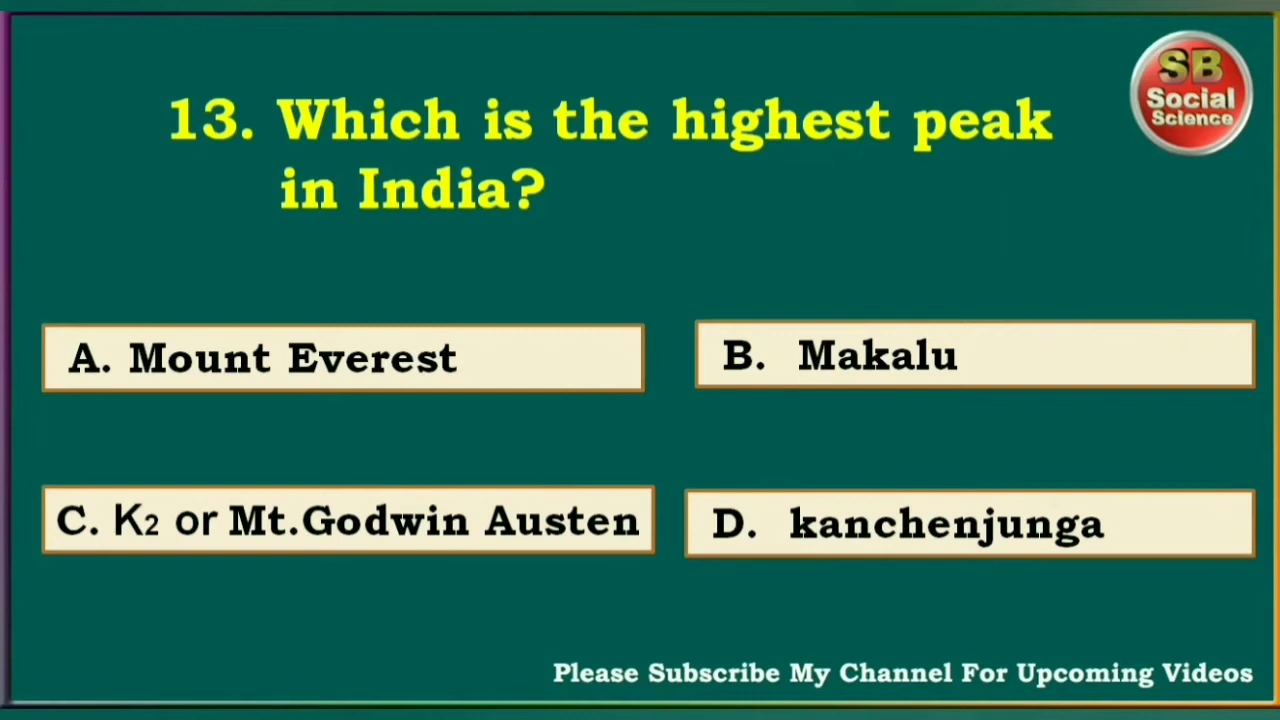 SB
Social
Science
13. Which is the highest peak
in India?
A. Mount Everest
B. Makalu
C. K2 or Mt.Godwin Austen
D. kanchenjunga
Please Subscribe My Channel For Upcoming Videos